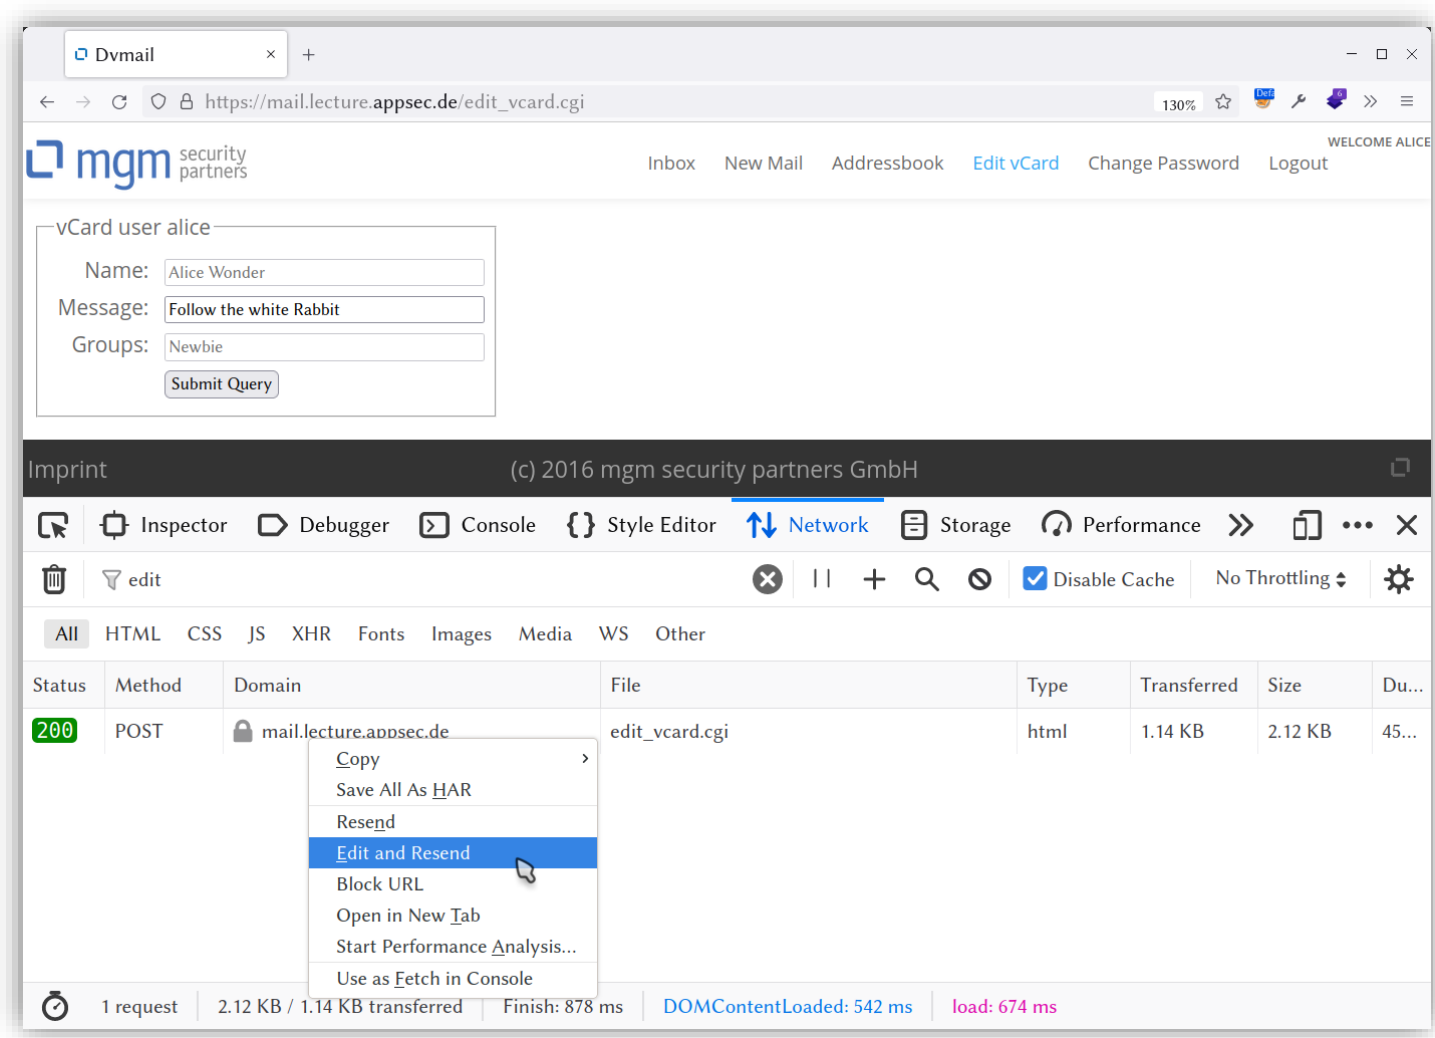 Dvmail
https://mail.lecture.appsec.de/edit_vcard.cgi
130%
Defa
6
mgm security partners
WELCOME ALICE
Inbox New Mail Addressbook Edit vCard Change Password Logout
vCard user alice
Name: Alice Wonder
Message: Follow the white Rabbit
Groups: Newbie
Submit Query
Imprint (c) 2016 mgm security partners GmbH
Inspector Debugger Console Style Editor Network Storage Performance
edit Disable Cache No Throttling
All HTML CSS JS XHR Fonts Images Media WS Other
Status Method Domain File Type Transferred Size Du...
200 POST mail.lecture.appsec.de edit_vcard.cgi html 1.14 KB 2.12 KB 45...
Copy
Save All As HAR
Resend
Edit and Resend
Block URL
Open in New Tab
Start Performance Analysis...
Use as Fetch in Console
1 request 2.12 KB / 1.14 KB transferred Finish: 878 ms DOMContentLoaded: 542 ms load: 674 ms